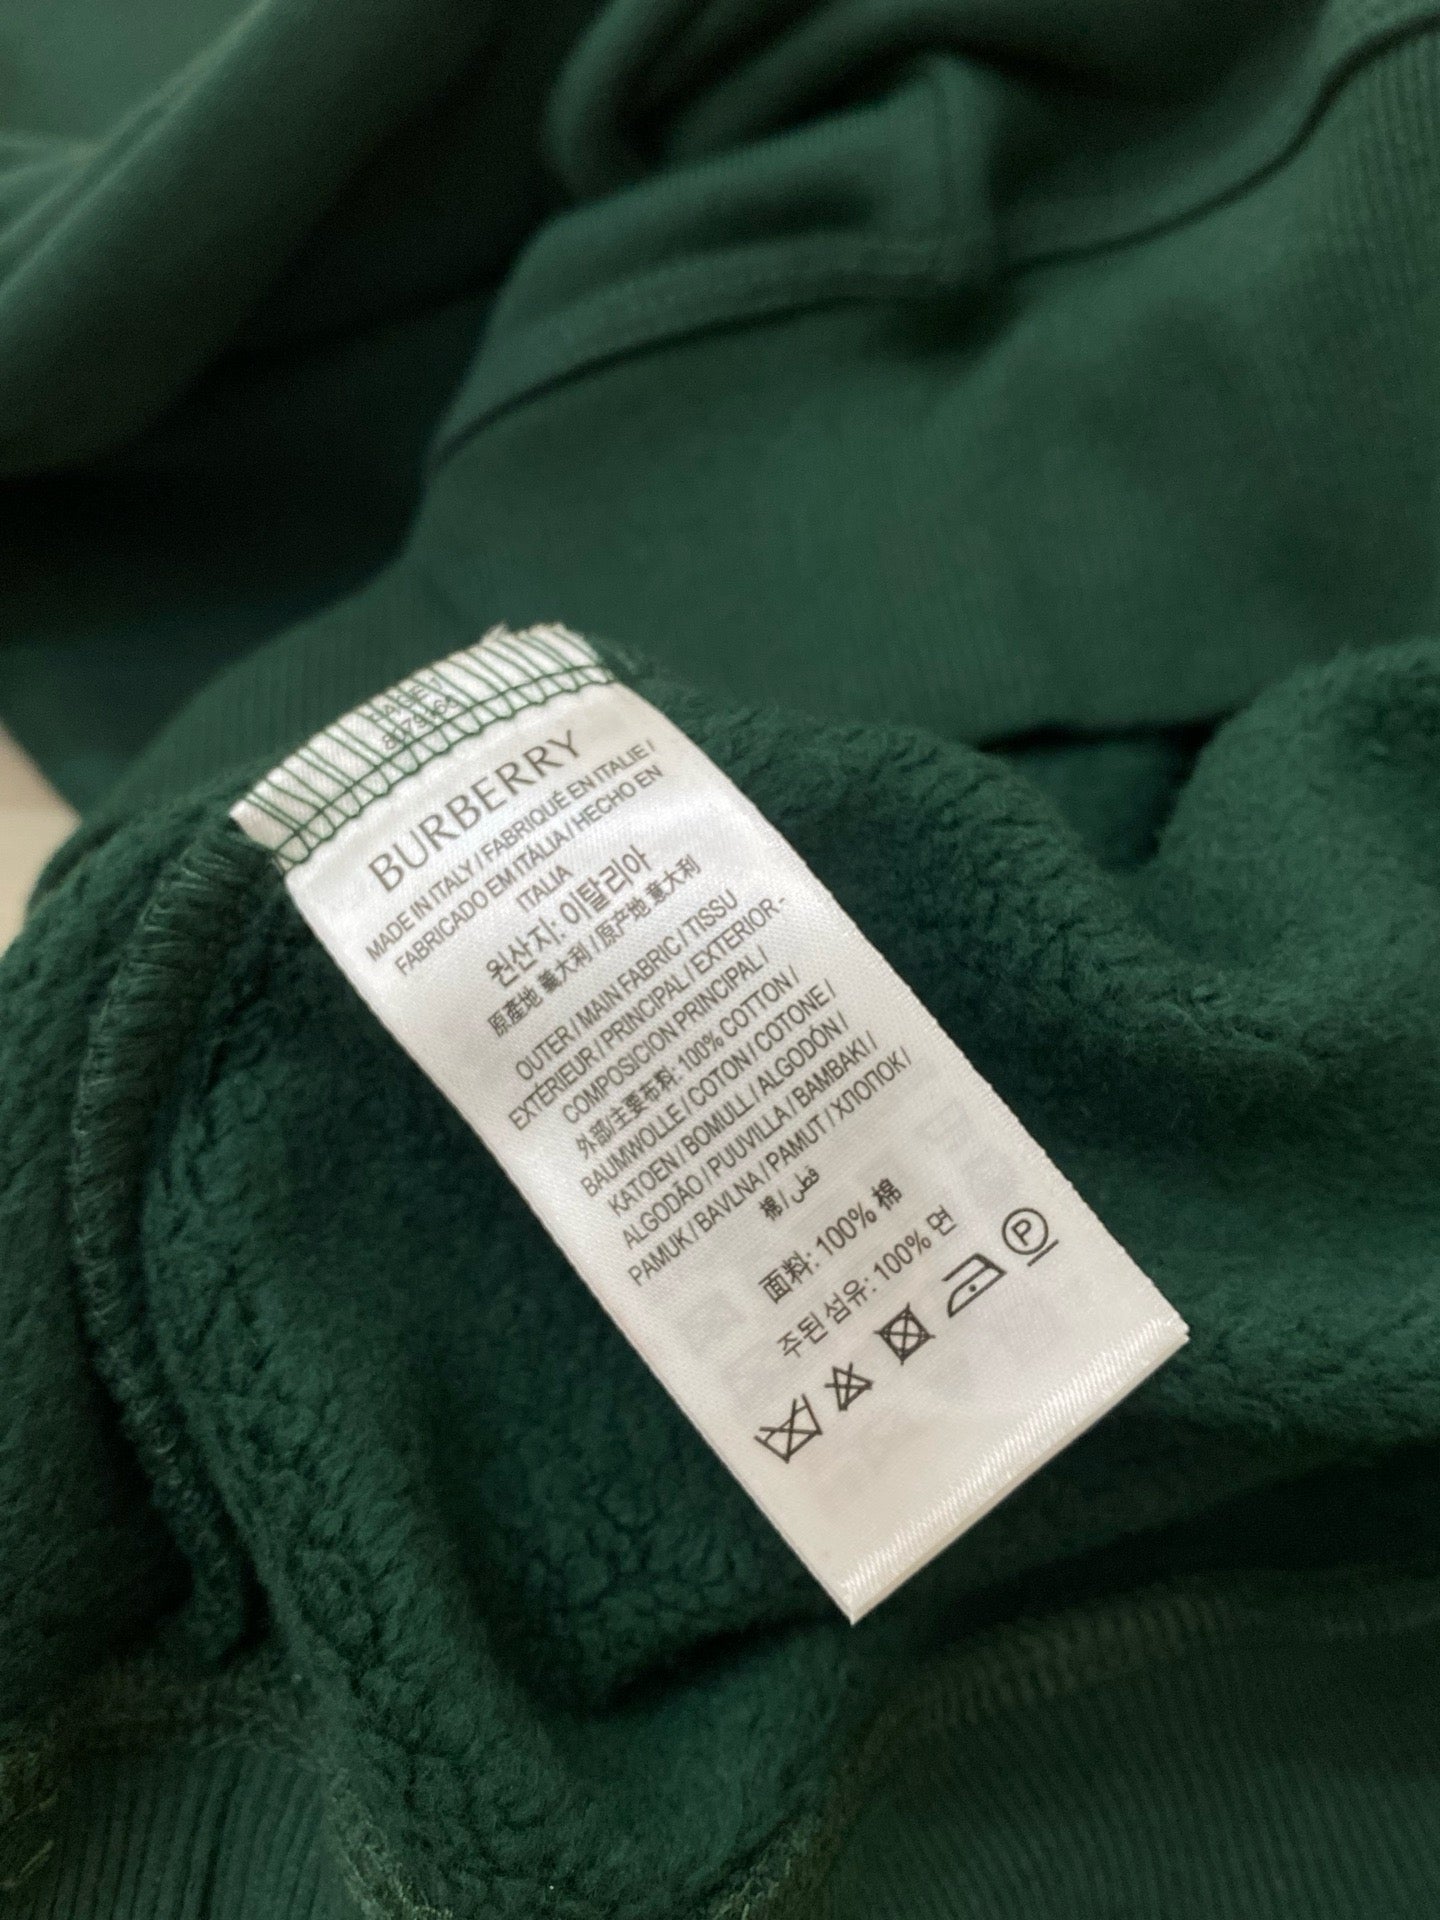 BURBERRY
MADE IN ITALY / FABRIQUÉ EN ITALIE /
FABRICADO EM ITÁLIA / HECHO EN
ITALIA
원산지: 이탈리아
原產地 義大利 / 原产地 意大利
OUTER / MAIN FABRIC / TISSU
EXTÉRIEUR / PRINCIPAL / EXTERIOR -
COMPOSICIÓN PRINCIPAL /
外部/主要布料: 100% COTTON /
BAUMWOLLE / COTON / COTONE /
KATOEN / BOMULL / ALGODÓN /
ALGODÃO / PUUVILLA / BAMBAKI /
PAMUK / BAVLNA / PAMUT / ХЛОПОК /
棉 / قطن
面料: 100% 棉
주된 섬유: 100% 면
P